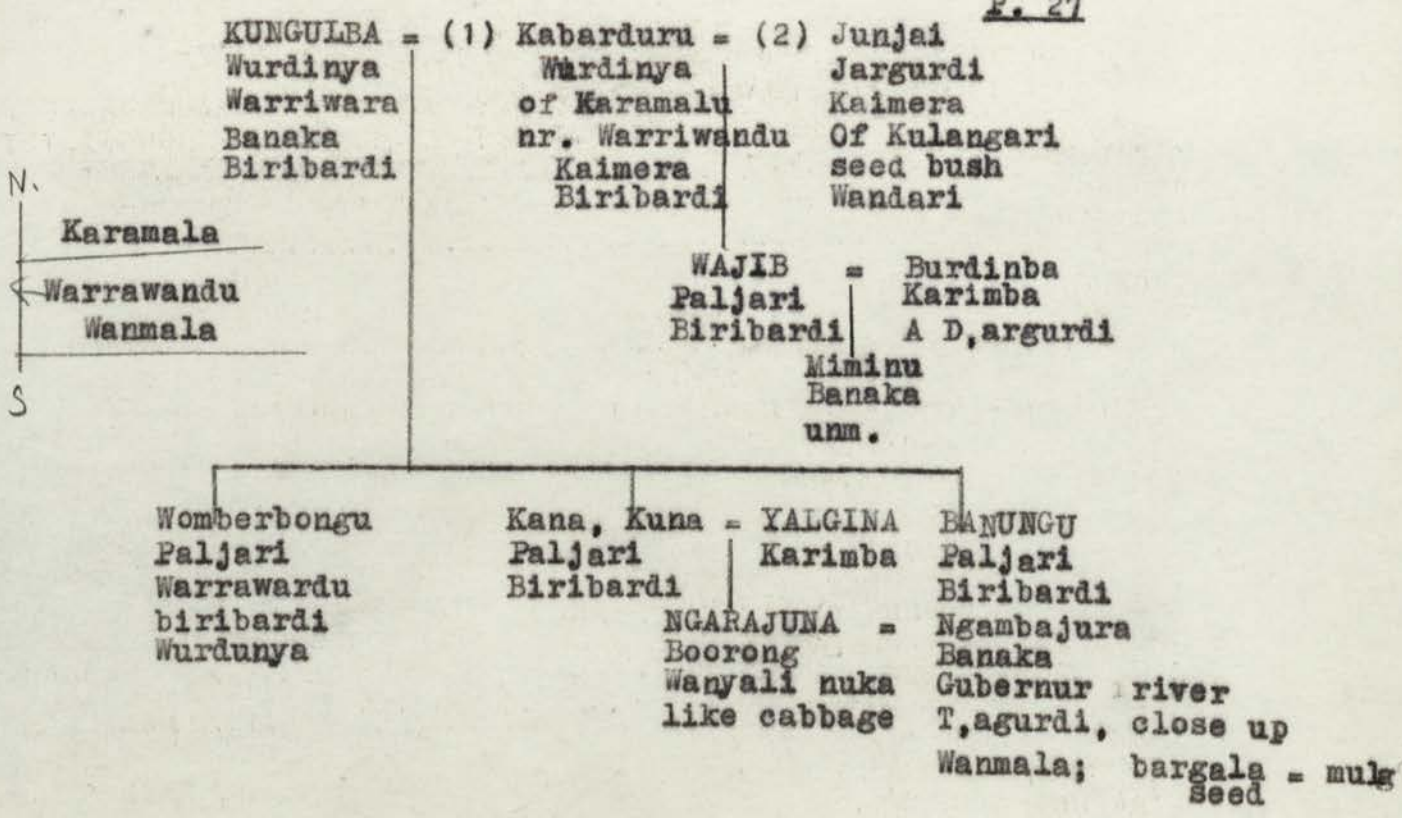 P. 27
KUNGULBA = (1) Kabarduru = (2) Junjai
Wurdinya Wurdinya Jargurdi
Warriwara of Karamalu Kaimera
Banaka nr. Warriwandu Of Kulangari
Biribardi Kaimera seed bush
Biribardi Wandari
N.
Karamala
Warrawandu
Wanmala
S
WAJIB = Burdinba
Paljari Karimba
Biribardi A D,argurdi
Miminu
Banaka
unm.
Womberbongu Kana, Kuna = YALGINA BANUNGU
Paljari Paljari Karimba Paljari
Warrawardu Biribardi Biribardi
biribardi NGARAJUNA = Ngambajura
Wurdunya Boorong Banaka
Wanyali nuka Gubernur river
like cabbage T,agurdi, close up
Wanmala; bargala = mulg
seed